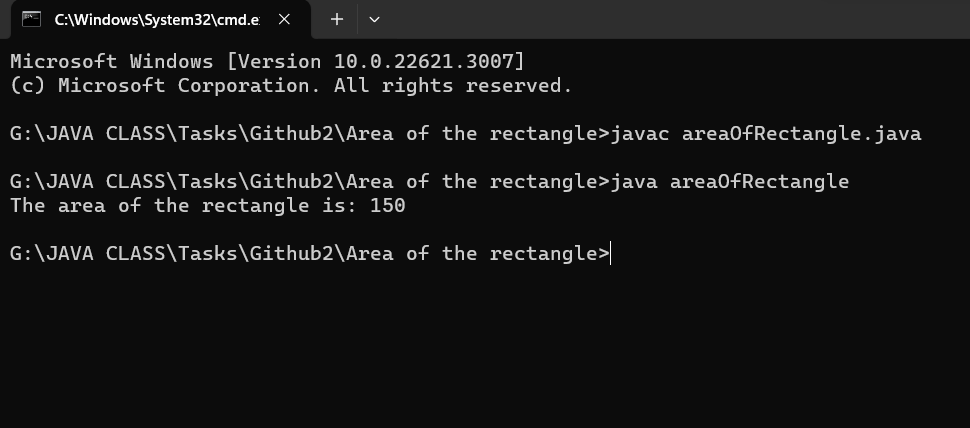 C:\Windows\System32\cmd.e
Microsoft Windows [Version 10.0.22621.3007]
(c) Microsoft Corporation. All rights reserved.
G:\JAVA CLASS\Tasks\Github2\Area of the rectangle>javac areaOfRectangle.java
G:\JAVA CLASS\Tasks\Github2\Area of the rectangle>java areaOfRectangle
The area of the rectangle is: 150
G:\JAVA CLASS\Tasks\Github2\Area of the rectangle>